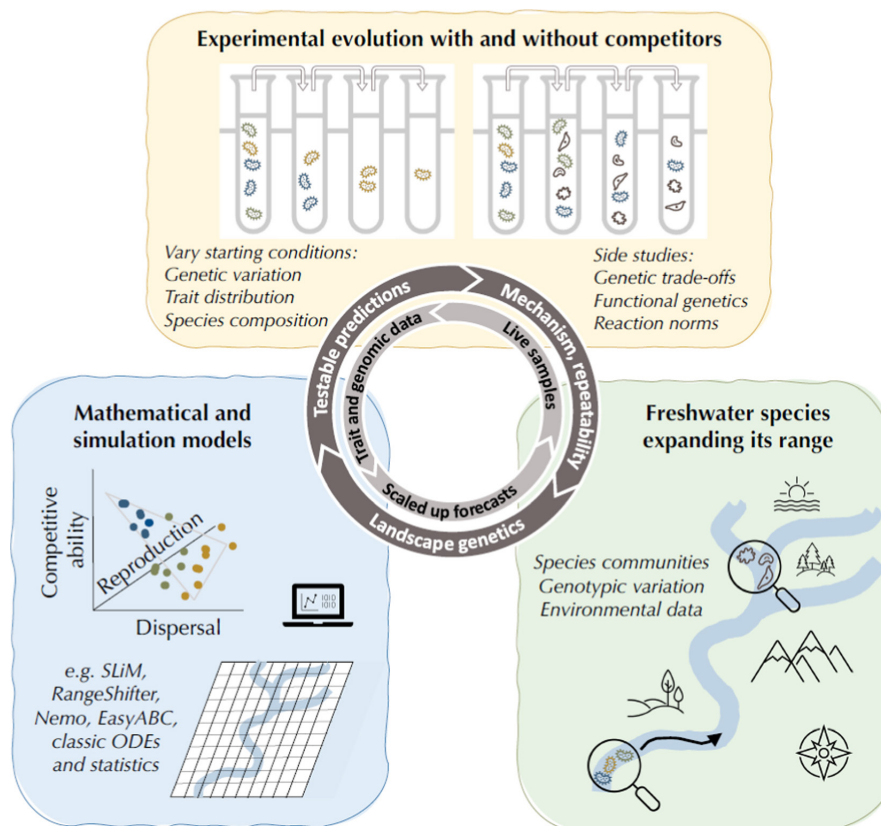 Experimental evolution with and without competitors
Vary starting conditions:
Genetic variation
Trait distribution
Species composition
Side studies:
Genetic trade-offs
Functional genetics
Reaction norms
Testable predictions
Mechanism, repeatability
Landscape genetics
Trait and genomic data
Live samples
Scaled up forecasts
Mathematical and
simulation models
Competitive
ability
Reproduction
Dispersal
1010
1010
e.g. SLiM,
RangeShifter,
Nemo, EasyABC,
classic ODEs
and statistics
Freshwater species
expanding its range
Species communities
Genotypic variation
Environmental data